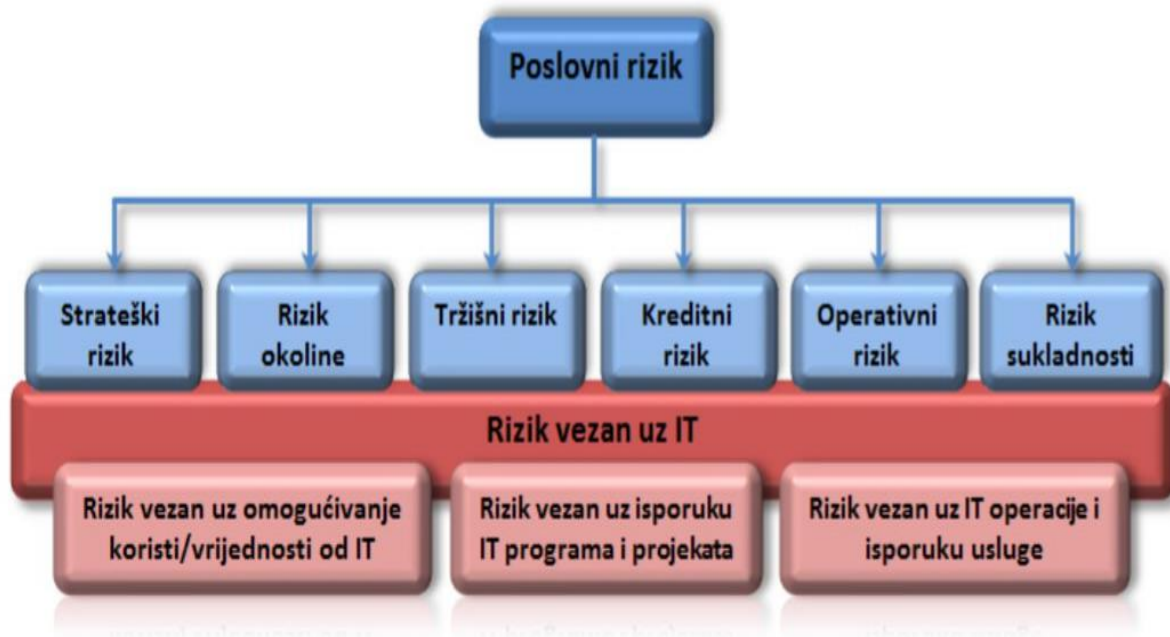 Poslovni rizik
Strateški
rizik
Rizik
okoline
Tržišni rizik
Kreditni
rizik
Operativni
rizik
Rizik
sukladnosti
Rizik vezan uz IT
Rizik vezan uz omogućivanje
koristi/vrijednosti od IT
Rizik vezan uz isporuku
IT programa i projekata
Rizik vezan uz IT operacije i
isporuku usluge